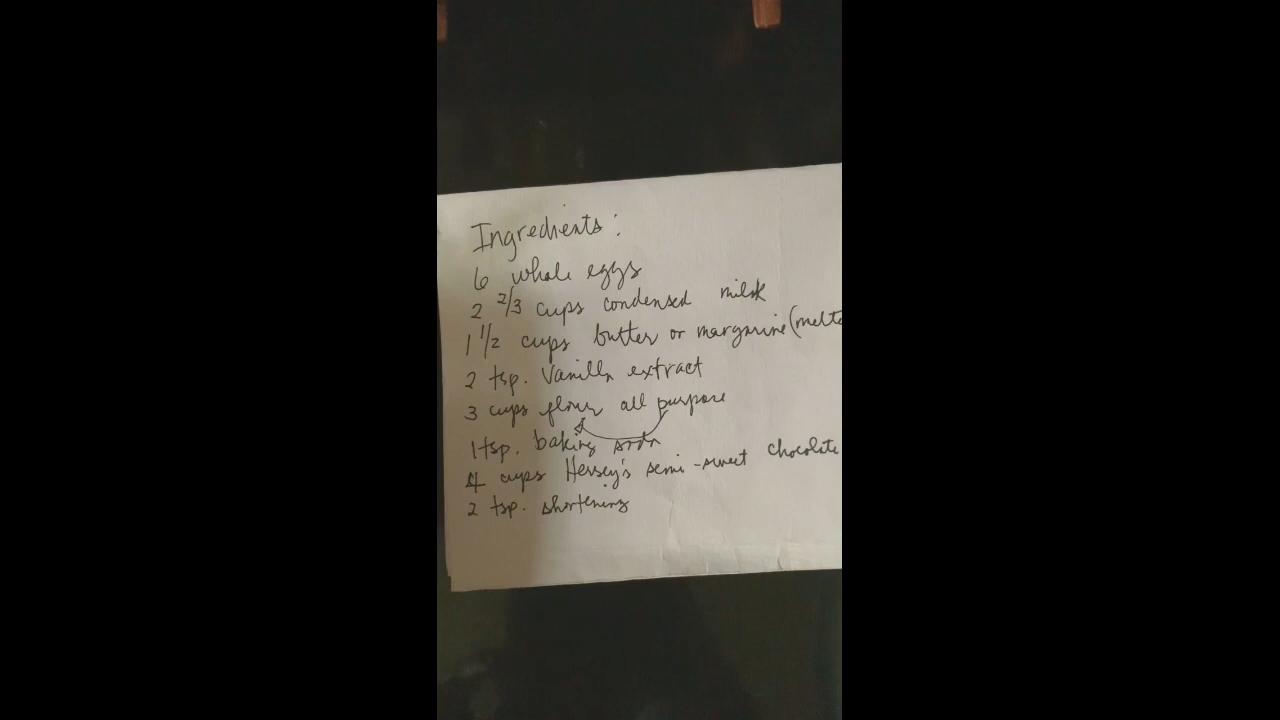 Ingredients:
6 whole eggs
2 2/3 cups condensed milk
1 1/2 cups butter or margarine (melte
2 tsp. Vanilla extract
3 cups flour all purpose
1 tsp. baking soda
4 cups Hersey's semi-sweet chocolate
2 tsp. shortening